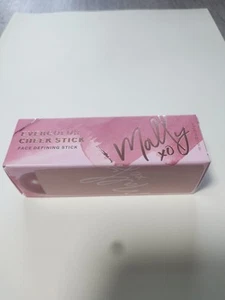 CHEEK STICK
FACE DEFINING STICK
Mally
xo